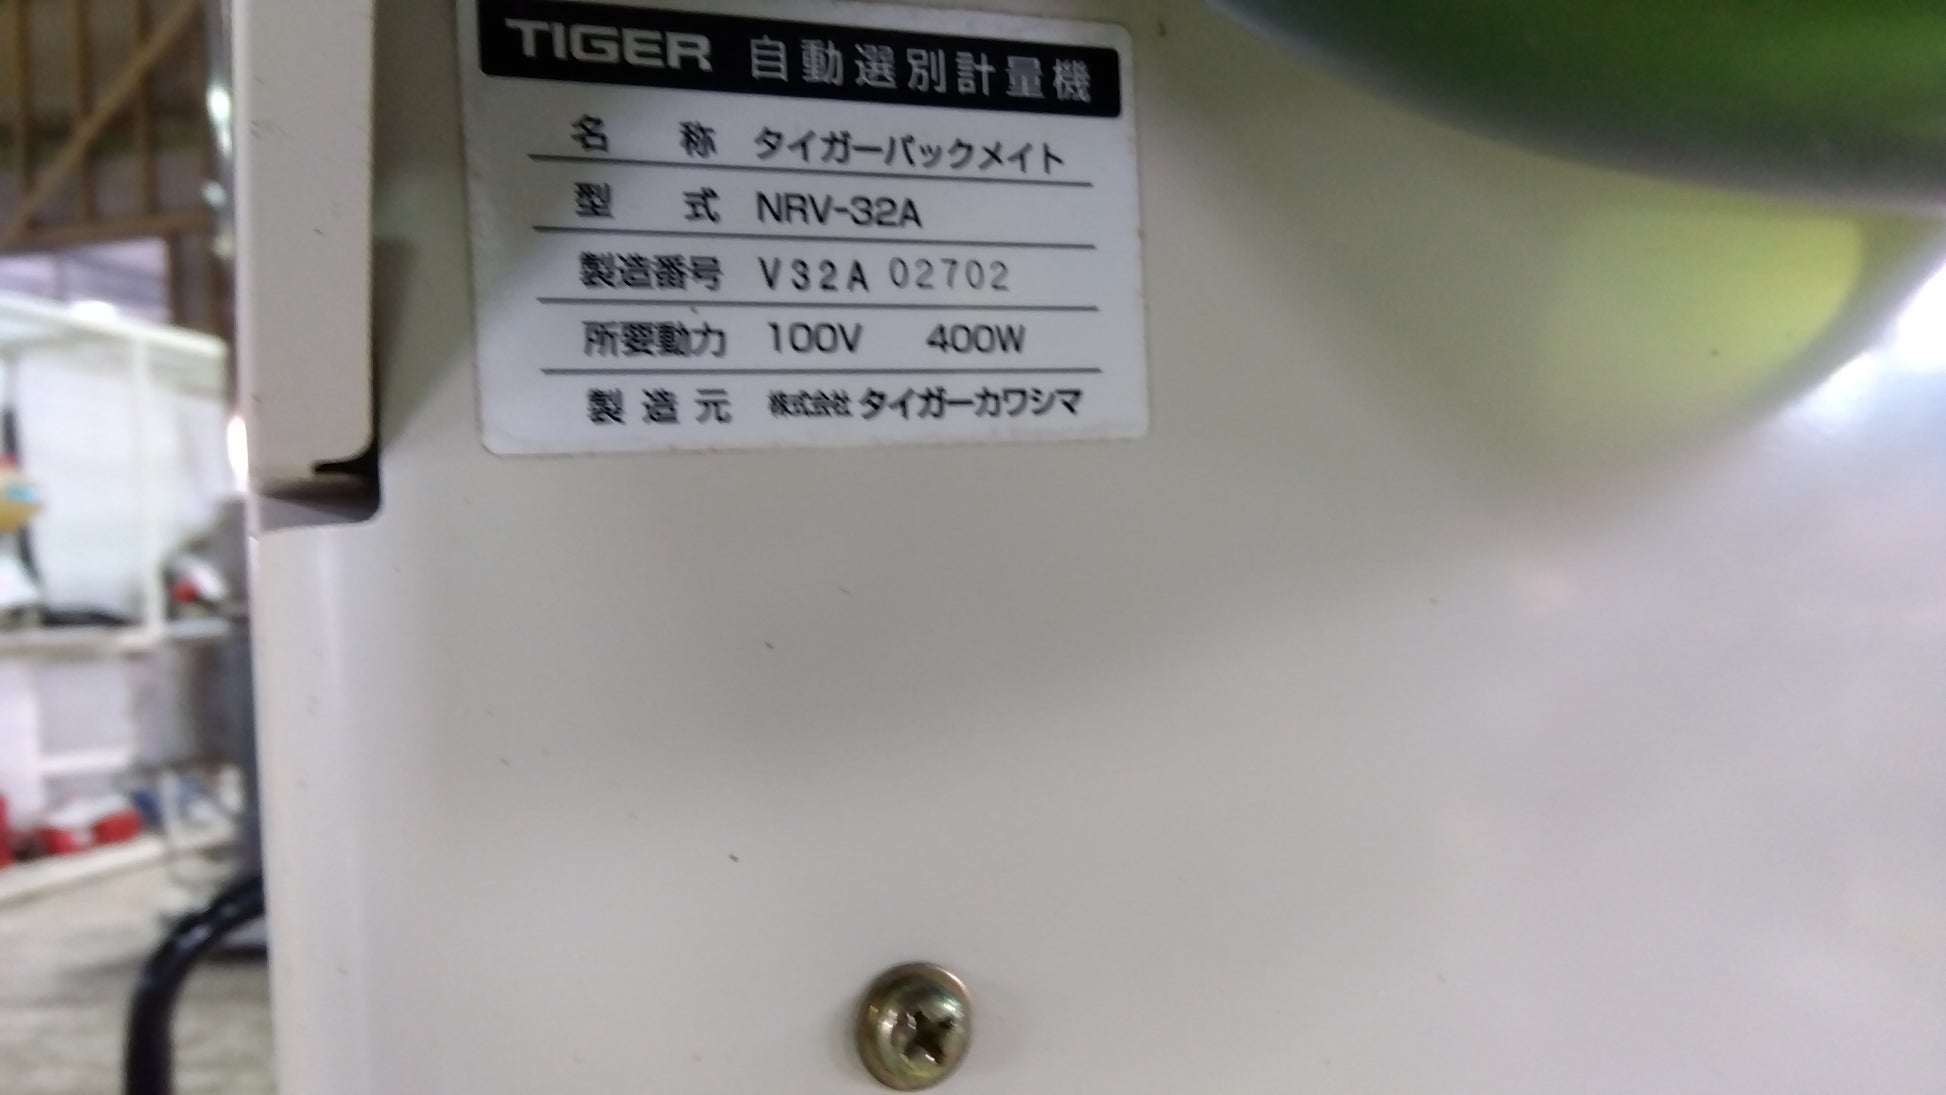 TIGER 自動選別計量機
名称 タイガーパックメイト
型式 NRV-32A
製造番号 V32A 02702
所要動力 100V 400W
製造元 株式会社 タイガーカワシマ